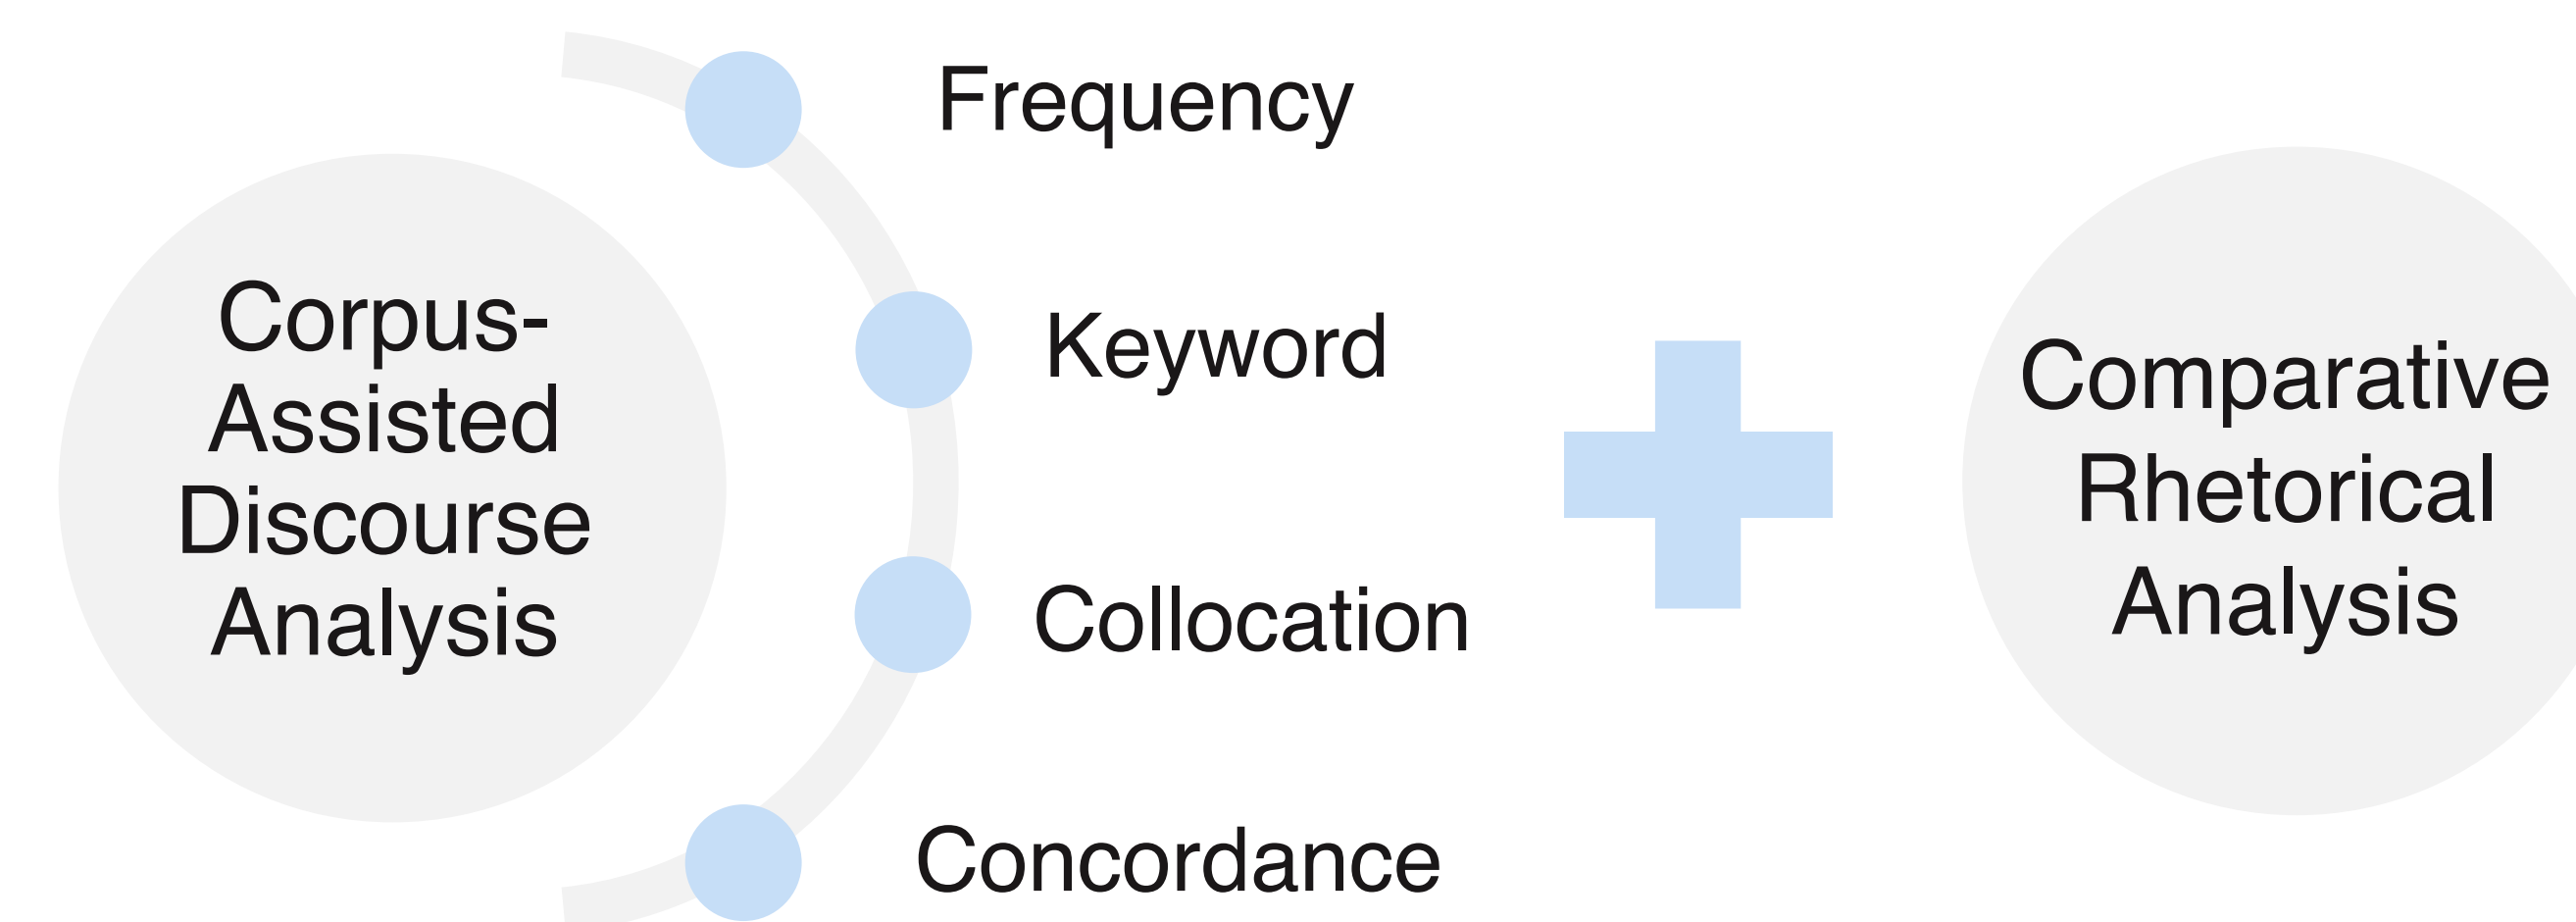 Corpus-
Assisted
Discourse
Analysis
Frequency
Keyword
Collocation
Concordance
Comparative
Rhetorical
Analysis